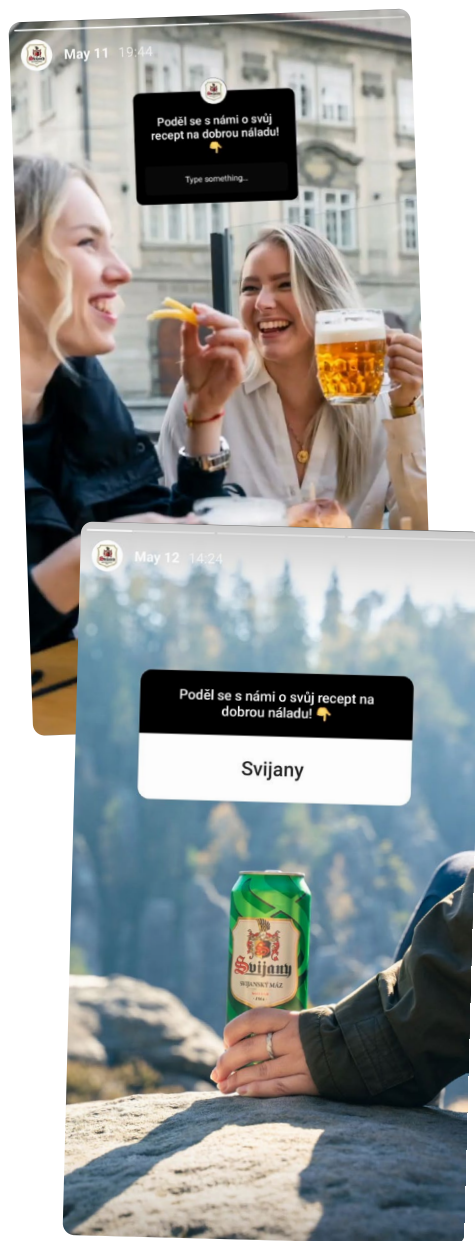 May 11 19:44
Poděl se s námi o svůj
recept na dobrou náladu!
👇
Type something...
May 12 14:24
Poděl se s námi o svůj recept na
dobrou náladu! 👇
Svijany
Svijany
SVIJANSKÝ MÁZ